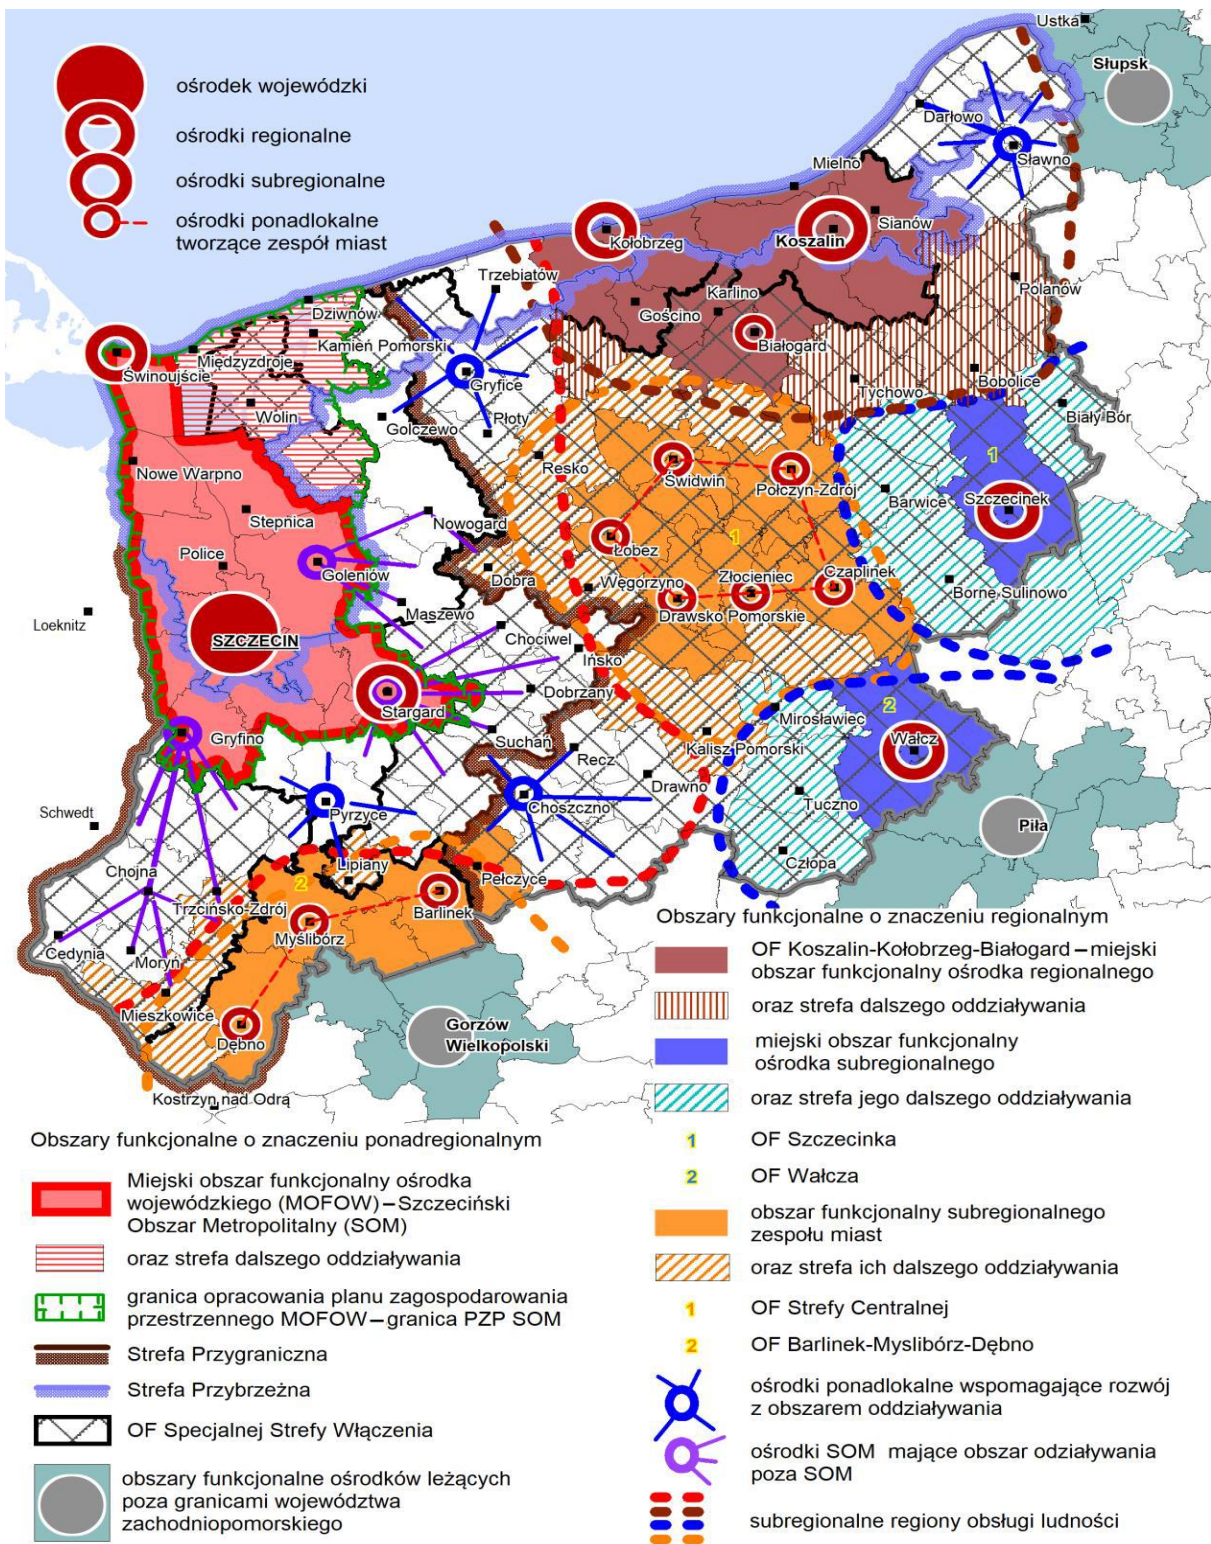 Ustka
Słupsk
ośrodek wojewódzki
ośrodki regionalne
ośrodki subregionalne
ośrodki ponadlokalne
tworzące zespół miast
Darłowo
Sławno
Mielno
Sianów
Kołobrzeg
Koszalin
Trzebiatów
Karlino
Polanów
Gościno
Dziwnów
Kamień Pomorski
Białogard
Międzyzdroje
Świnoujście
Gryfice
Tychowo
Bobolice
Wolin
Golczewo
Płoty
Biały Bór
1
Resko
Nowe Warpno
Świdwin
Połczyn-Zdrój
Barwice
Szczecinek
Stepnica
Nowogard
1
Łobez
Police
Goleniów
Dobra
Węgorzyno
Złocieniec
Czaplinek
Borne Sulinowo
Loeknitz
Maszewo
Drawsko Pomorskie
SZCZECIN
Chociwel
Ińsko
Dobrzany
Stargard
2
Mirosławiec
Gryfino
Suchań
Kalisz Pomorski
Wałcz
Recz
Drawno
Schwedt
Pyrzyce
Choszczno
Tuczno
Piła
Człopa
Chojna
Lipiany
Pełczyce
2
Trzcińsko-Zdrój
Barlinek
Myślibórz
Cedynia
Moryń
Mieszkowice
Dębno
Gorzów
Wielkopolski
Kostrzyn nad Odrą
Obszary funkcjonalne o znaczeniu regionalnym
OF Koszalin-Kołobrzeg-Białogard – miejski
obszar funkcjonalny ośrodka regionalnego
oraz strefa dalszego oddziaływania
miejski obszar funkcjonalny
ośrodka subregionalnego
oraz strefa jego dalszego oddziaływania
1 OF Szczecinka
2 OF Wałcza
obszar funkcjonalny subregionalnego
zespołu miast
oraz strefa ich dalszego oddziaływania
1 OF Strefy Centralnej
2 OF Barlinek-Myslibórz-Dębno
ośrodki ponadlokalne wspomagające rozwój
z obszarem oddziaływania
ośrodki SOM mające obszar odziaływania
poza SOM
subregionalne regiony obsługi ludności
Obszary funkcjonalne o znaczeniu ponadregionalnym
Miejski obszar funkcjonalny ośrodka
wojewódzkiego (MOFOW) – Szczeciński
Obszar Metropolitalny (SOM)
oraz strefa dalszego oddziaływania
granica opracowania planu zagospodarowania
przestrzennego MOFOW – granica PZP SOM
Strefa Przygraniczna
Strefa Przybrzeżna
OF Specjalnej Strefy Włączenia
obszary funkcjonalne ośrodków leżących
poza granicami województwa
zachodniopomorskiego